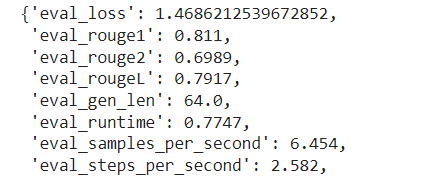 {'eval_loss': 1.4686212539672852,
'eval_rouge1': 0.811,
'eval_rouge2': 0.6989,
'eval_rougeL': 0.7917,
'eval_gen_len': 64.0,
'eval_runtime': 0.7747,
'eval_samples_per_second': 6.454,
'eval_steps_per_second': 2.582,